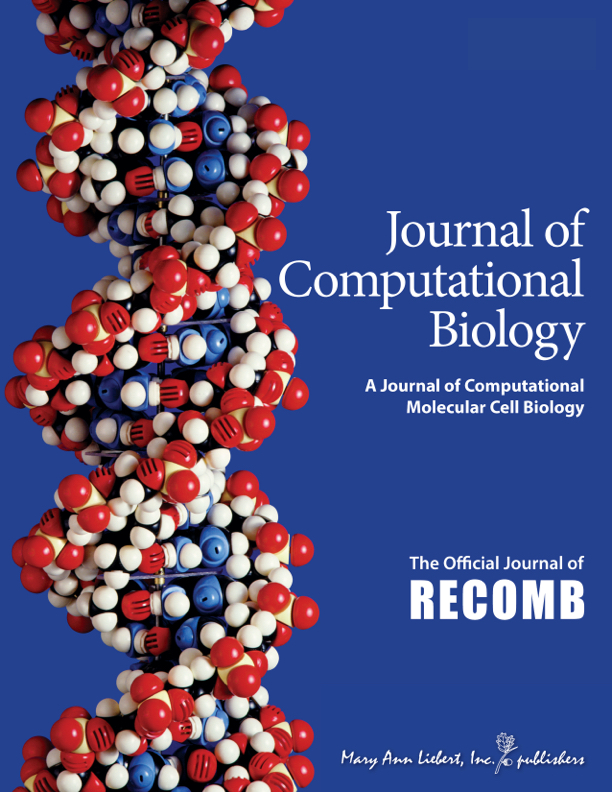 Journal of
Computational
Biology
A Journal of Computational
Molecular Cell Biology
The Official Journal of
RECOMB
Mary Ann Liebert, Inc. publishers